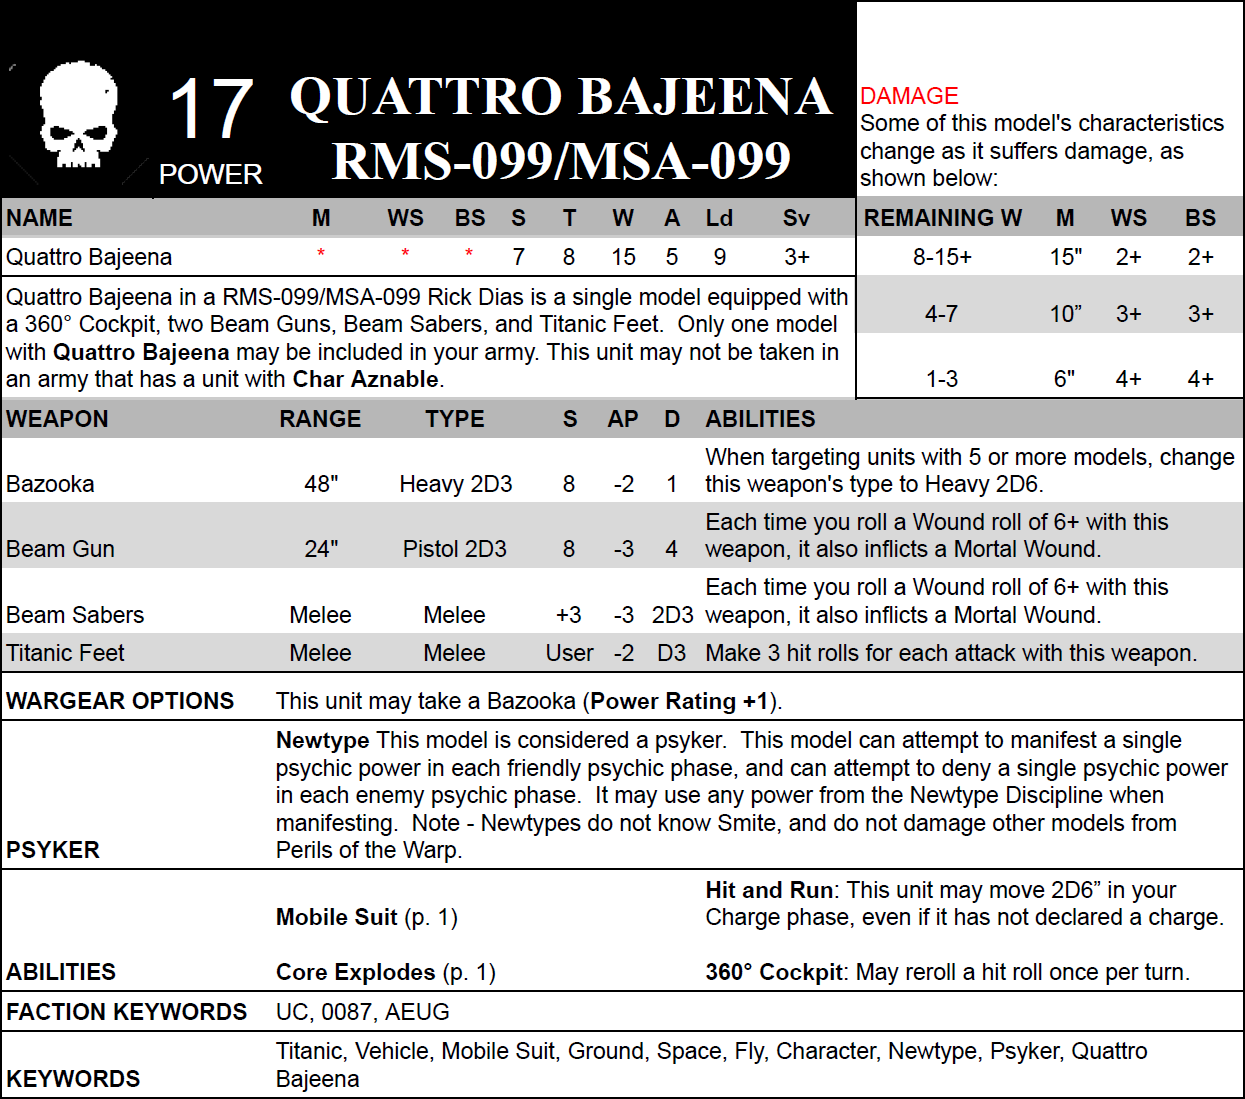 17
POWER
QUATTRO BAJEENA
RMS-099/MSA-099
DAMAGE
Some of this model's characteristics
change as it suffers damage, as
shown below:
NAME M WS BS S T W A Ld Sv
Quattro Bajeena * * * 7 8 15 5 9 3+
Quattro Bajeena in a RMS-099/MSA-099 Rick Dias is a single model equipped with
a 360° Cockpit, two Beam Guns, Beam Sabers, and Titanic Feet.  Only one model
with Quattro Bajeena may be included in your army. This unit may not be taken in
an army that has a unit with Char Aznable.
REMAINING W M WS BS
8-15+ 15" 2+ 2+
4-7 10” 3+ 3+
1-3 6" 4+ 4+
WEAPON RANGE TYPE S AP D ABILITIES
When targeting units with 5 or more models, change
Bazooka 48" Heavy 2D3 8 -2 1 this weapon's type to Heavy 2D6.
Each time you roll a Wound roll of 6+ with this
Beam Gun 24" Pistol 2D3 8 -3 4 weapon, it also inflicts a Mortal Wound.
Each time you roll a Wound roll of 6+ with this
Beam Sabers Melee Melee +3 -3 2D3 weapon, it also inflicts a Mortal Wound.
Titanic Feet Melee Melee User -2 D3 Make 3 hit rolls for each attack with this weapon.
WARGEAR OPTIONS This unit may take a Bazooka (Power Rating +1).
Newtype This model is considered a psyker.  This model can attempt to manifest a single
psychic power in each friendly psychic phase, and can attempt to deny a single psychic power
in each enemy psychic phase.  It may use any power from the Newtype Discipline when
manifesting.  Note - Newtypes do not know Smite, and do not damage other models from
PSYKER Perils of the Warp.
Hit and Run: This unit may move 2D6” in your
Mobile Suit (p. 1) Charge phase, even if it has not declared a charge.
ABILITIES Core Explodes (p. 1) 360° Cockpit: May reroll a hit roll once per turn.
FACTION KEYWORDS UC, 0087, AEUG
Titanic, Vehicle, Mobile Suit, Ground, Space, Fly, Character, Newtype, Psyker, Quattro
KEYWORDS Bajeena